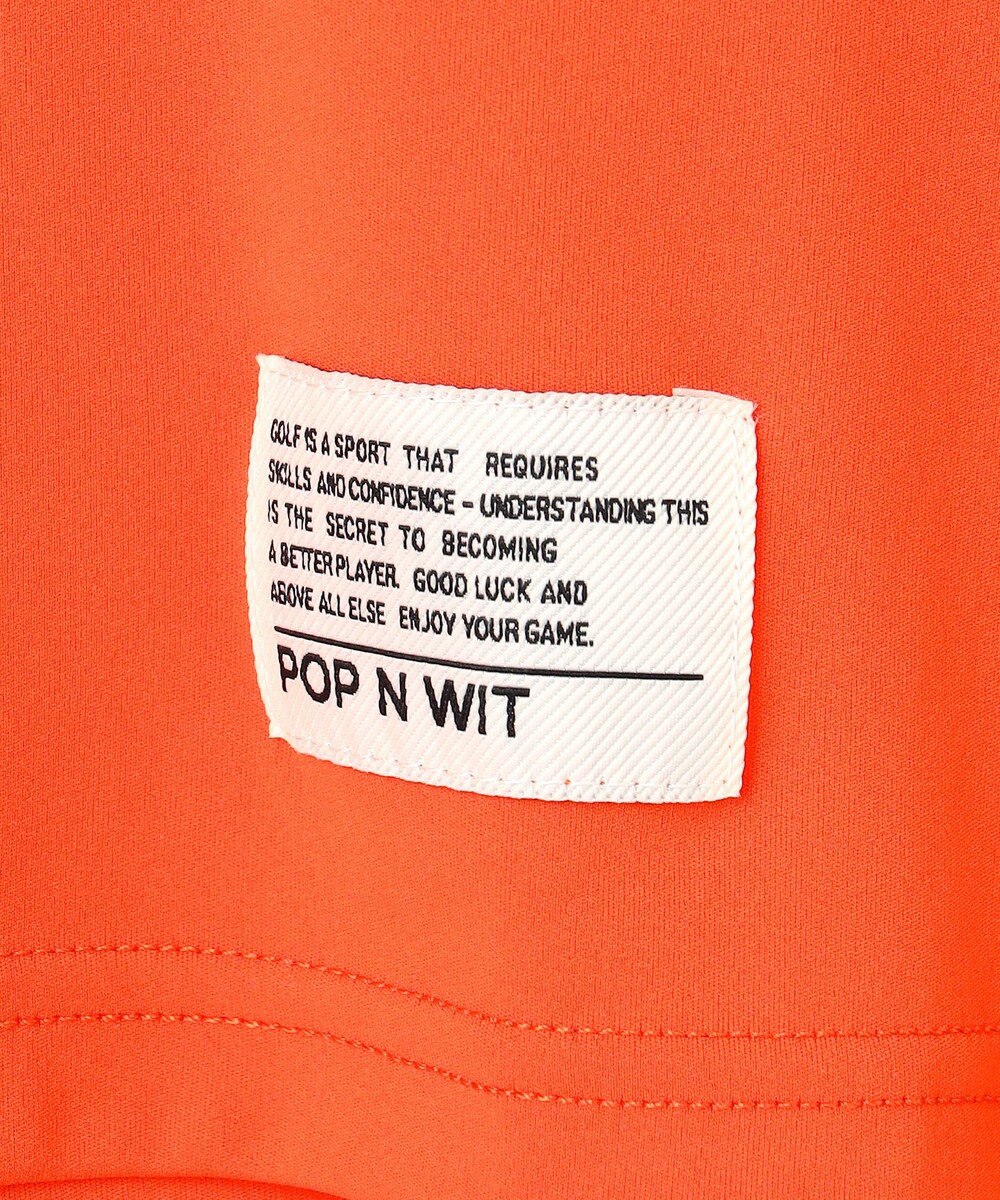 GOLF IS A SPORT THAT REQUIRES
SKILLS AND CONFIDENCE - UNDERSTANDING THIS
IS THE SECRET TO BECOMING
A BETTER PLAYER. GOOD LUCK AND
ABOVE ALL ELSE ENJOY YOUR GAME.
POP N WIT